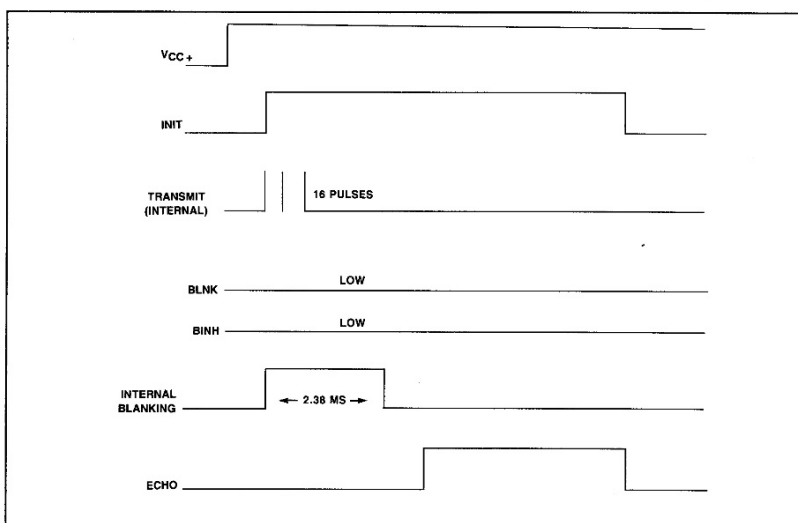 VCC +
INIT
TRANSMIT
(INTERNAL)
16 PULSES
LOW
BLNK
LOW
BINH
INTERNAL
BLANKING
2.38 MS
ECHO